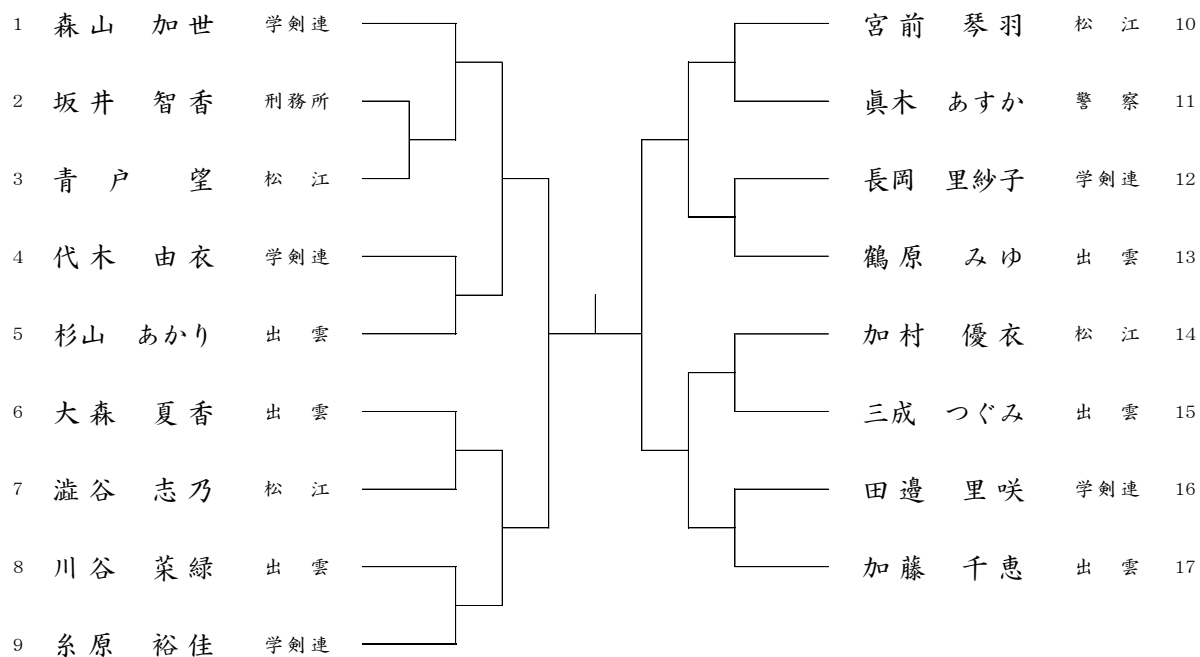 1 森山 加世 学剣連
2 坂井 智香 刑務所
3 青戸 望 松江
4 代木 由衣 学剣連
5 杉山 あかり 出雲
6 大森 夏香 出雲
7 澁谷 志乃 松江
8 川谷 菜緑 出雲
9 糸原 裕佳 学剣連
宮前 琴羽 松江 10
眞木 あすか 警察 11
長岡 里紗子 学剣連 12
鶴原 みゆ 出雲 13
加村 優衣 松江 14
三成 つぐみ 出雲 15
田邉 里咲 学剣連 16
加藤 千恵 出雲 17